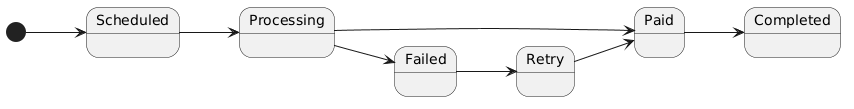 Scheduled
Processing
Failed
Retry
Paid
Completed